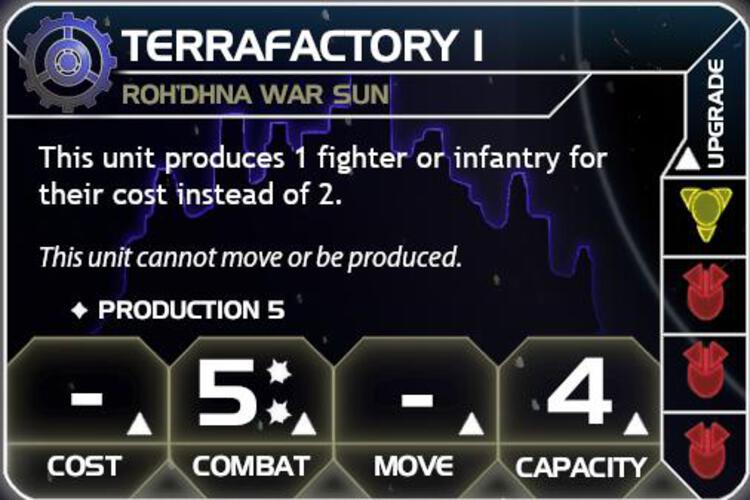 TERRAFACTORY I
ROH'DHNA WAR SUN
UPGRADE
This unit produces 1 fighter or infantry for
their cost instead of 2.
This unit cannot move or be produced.
PRODUCTION 5
- 5 - 4
COST COMBAT MOVE CAPACITY